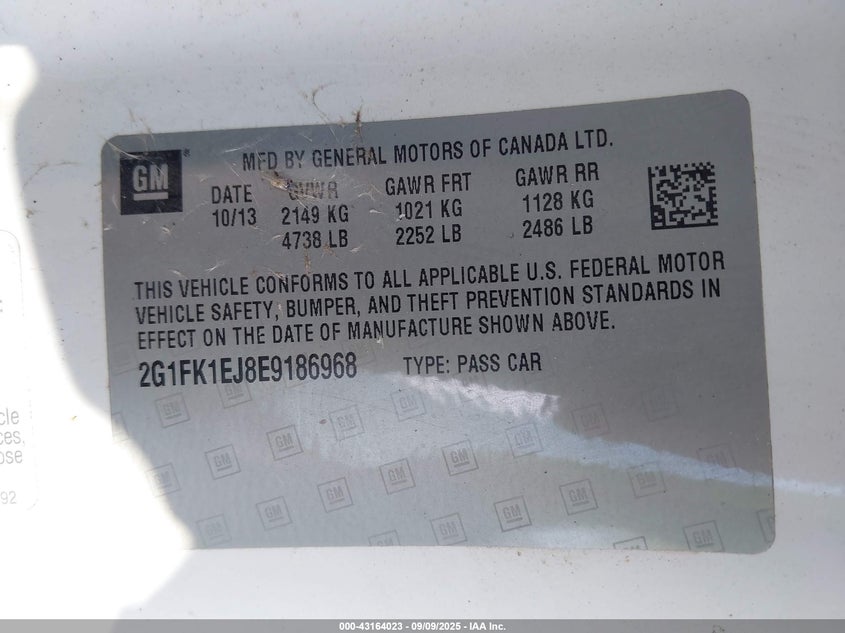 GM
MFD BY GENERAL MOTORS OF CANADA LTD.
DATE GVWR GAWR FRT GAWR RR
10/13 2149 KG 1021 KG 1128 KG
4738 LB 2252 LB 2486 LB
THIS VEHICLE CONFORMS TO ALL APPLICABLE U.S. FEDERAL MOTOR
VEHICLE SAFETY, BUMPER, AND THEFT PREVENTION STANDARDS IN
EFFECT ON THE DATE OF MANUFACTURE SHOWN ABOVE.
2G1FK1EJ8E9186968 TYPE: PASS CAR
92
000-43164023 - 09/09/2025 - IAA Inc.